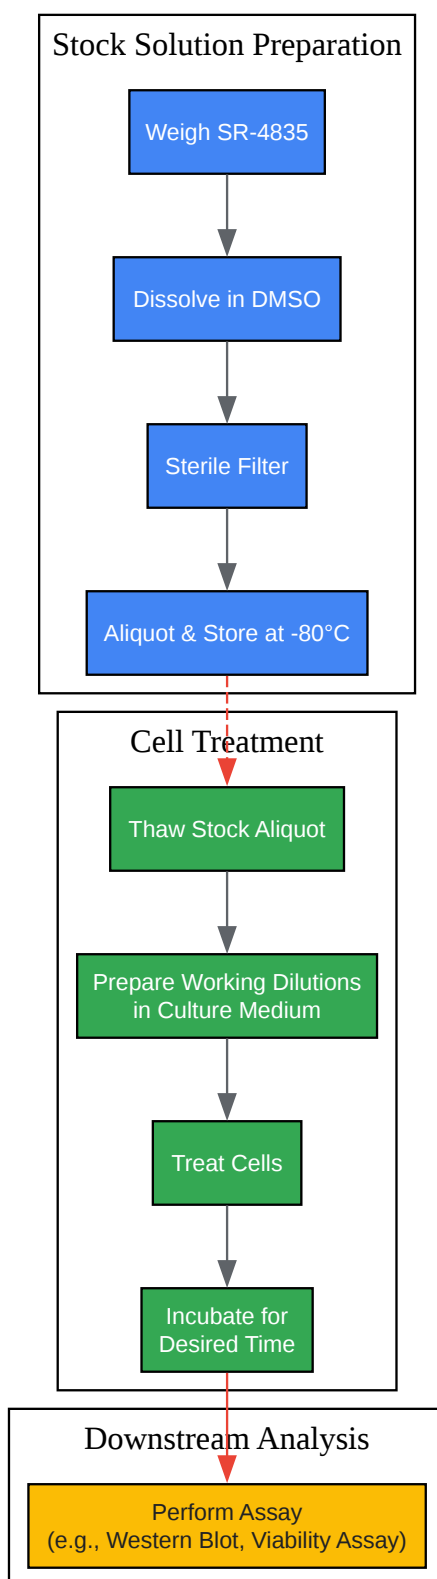 Stock Solution Preparation
Weigh SR-4835
Dissolve in DMSO
Sterile Filter
Aliquot & Store at -80°C
Cell Treatment
Thaw Stock Aliquot
Prepare Working Dilutions
in Culture Medium
Treat Cells
Incubate for
Desired Time
Downstream Analysis
Perform Assay
(e.g., Western Blot, Viability Assay)